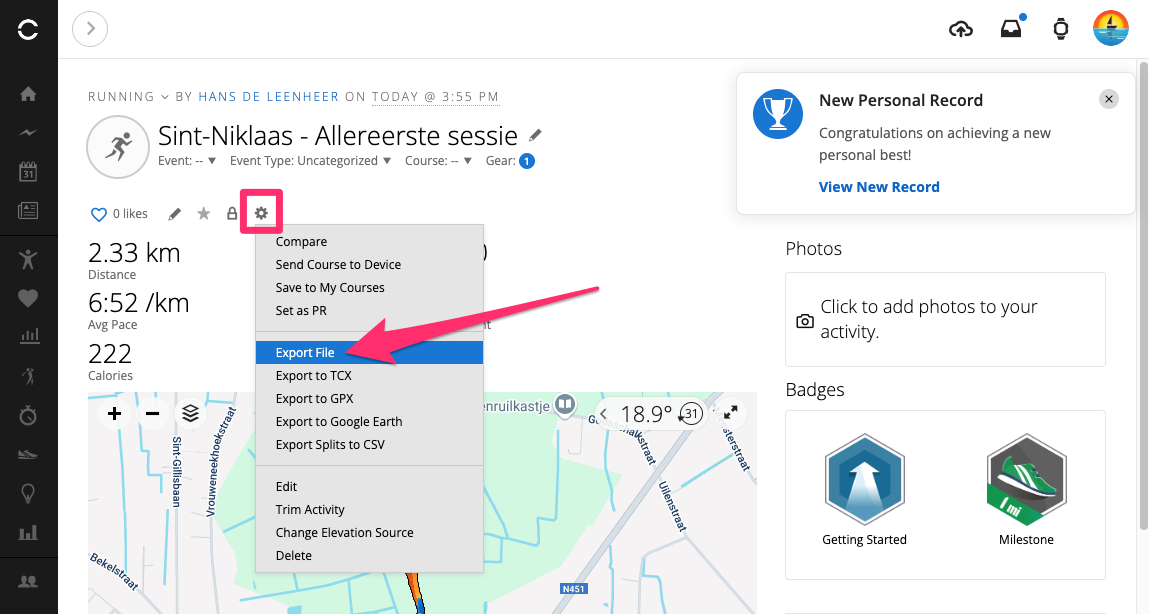 RUNNING BY HANS DE LEENHEER ON TODAY @ 3:55 PM
Sint-Niklaas - Allereerste sessie
Event: -- ▼ Event Type: Uncategorized ▼ Course: -- ▼ Gear: 1
0 likes
2.33 km
Distance
6:52 /km
Avg Pace
222
Calories
Compare
Send Course to Device
Save to My Courses
Set as PR
Export File
Export to TCX
Export to GPX
Export to Google Earth
Export Splits to CSV
Edit
Trim Activity
Change Elevation Source
Delete
New Personal Record
Congratulations on achieving a new
personal best!
View New Record
Photos
Click to add photos to your
activity.
Badges
1 mi
Getting Started
Milestone
+ −
18.9° 31
Sint-Gillisbaan
Vrouweneekhoekstraat
Uilenstraat
Bekelstraat
N451
31